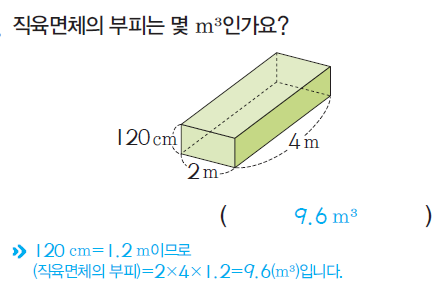 직육면체의 부피는 몇 m³인가요?
120 cm
4 m
2 m
( 9.6 m³ )
» 120 cm=1.2 m이므로
(직육면체의 부피)=2×4×1.2=9.6(m³)입니다.